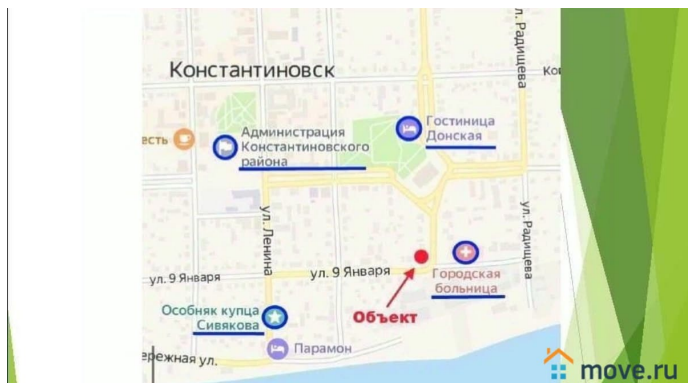 ул. Радищева
Константиновск
Гостиница
Донская
Администрация
Константиновского
района
есть
ул. Ленина
ул. Радищева
ул. 9 Января
ул. 9 Января
Городская
больница
Особняк купца
Сивякова
Объект
Парамон
ережная ул.
move.ru